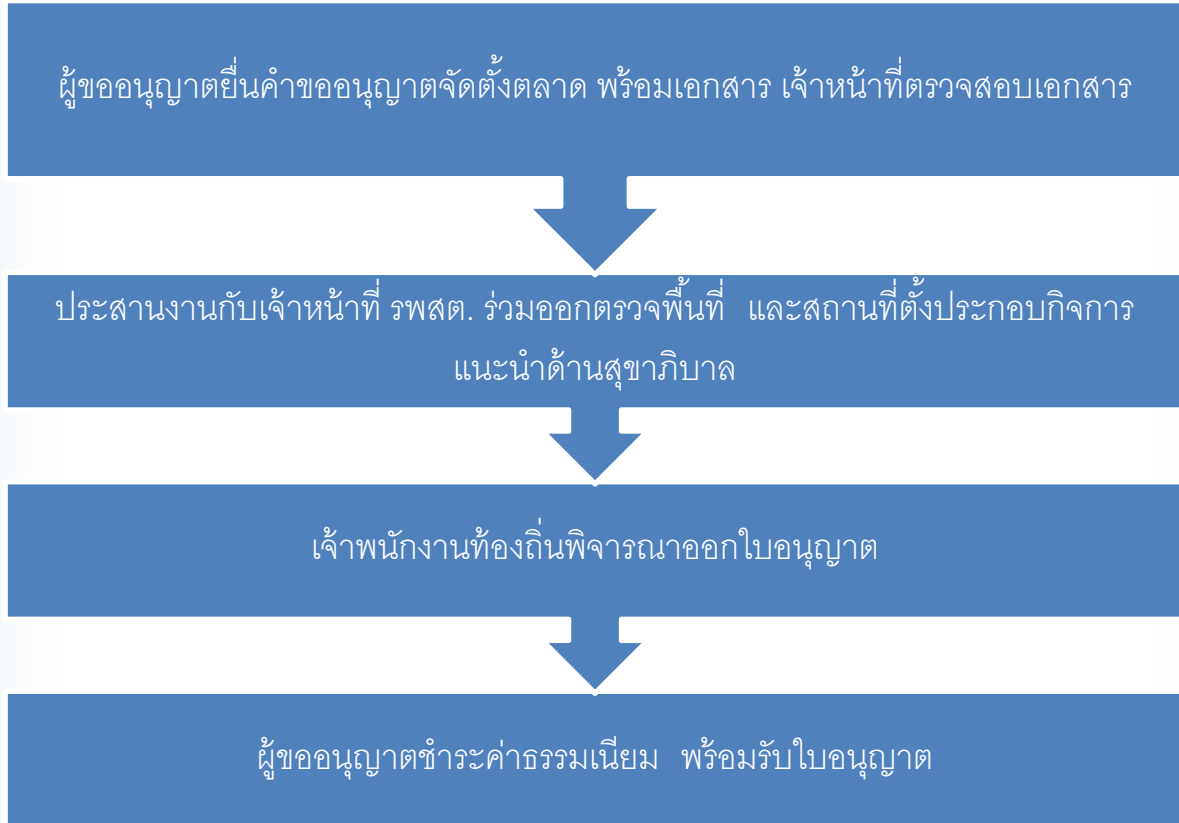 ผู้ขออนุญาตยื่นคำขออนุญาตจัดตั้งตลาด พร้อมเอกสาร เจ้าหน้าที่ตรวจสอบเอกสาร
ประสานงานกับเจ้าหน้าที่ รพสต. ร่วมออกตรวจพื้นที่ และสถานที่ตั้งประกอบกิจการ
แนะนำด้านสุขาภิบาล
เจ้าพนักงานท้องถิ่นพิจารณาออกใบอนุญาต
ผู้ขออนุญาตชำระค่าธรรมเนียม พร้อมรับใบอนุญาต